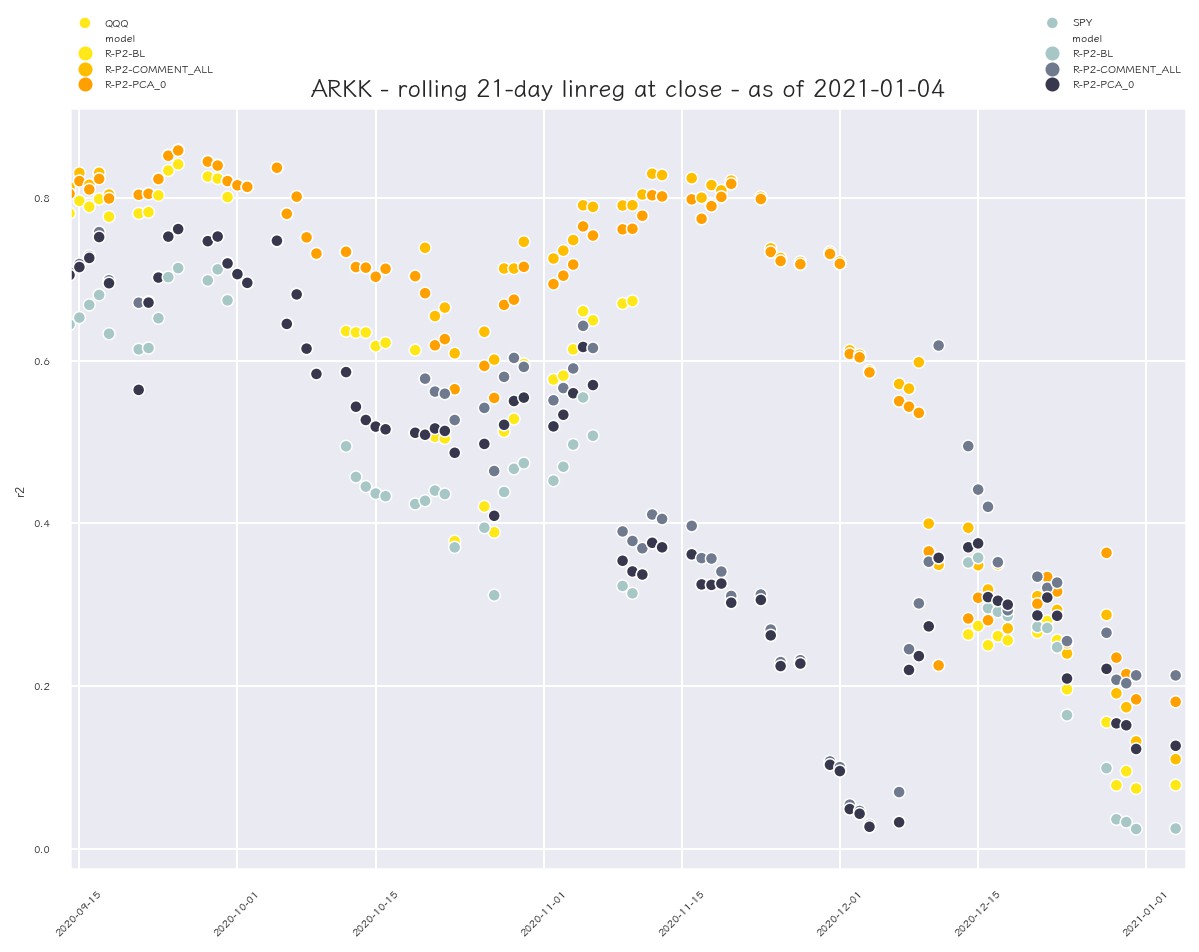 QQQ
model
R-P2-BL
R-P2-COMMENT_ALL
R-P2-PCA_0
SPY
model
R-P2-BL
R-P2-COMMENT_ALL
R-P2-PCA_0
ARKK - rolling 21-day linreg at close - as of 2021-01-04
r2
0.8
0.6
0.4
0.2
0.0
2020-09-15
2020-10-01
2020-10-15
2020-11-01
2020-11-15
2020-12-01
2020-12-15
2021-01-01